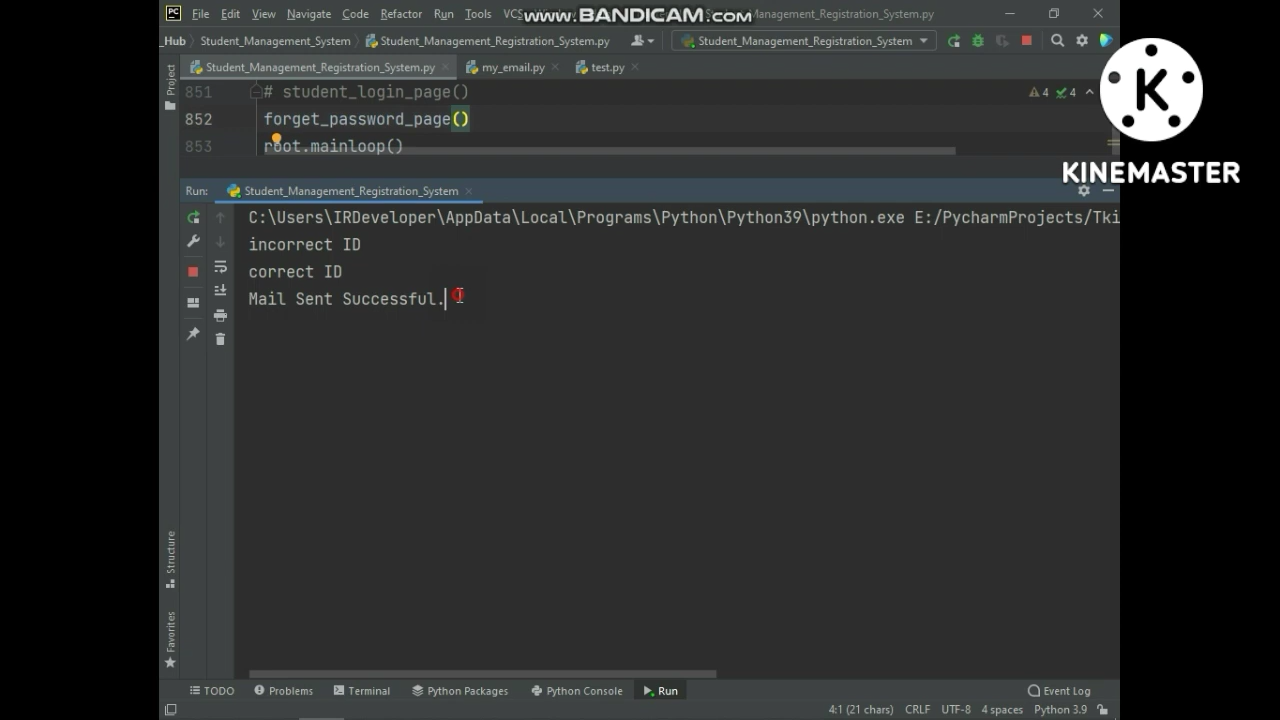 PC File Edit View Navigate Code Refactor Run Tools VCS www.BANDICAM.com Student_Management_Registration_System.py
_Hub Student_Management_System Student_Management_Registration_System.py Student_Management_Registration_System
Student_Management_Registration_System.py my_email.py test.py
Project
851 # student_login_page() 4 4
852 forget_password_page()
853 root.mainloop()
K
KINEMASTER
Run: Student_Management_Registration_System
C:\Users\IRDeveloper\AppData\Local\Programs\Python\Python39\python.exe E:/PycharmProjects/Tki
incorrect ID
correct ID
Mail Sent Successful.
Structure
Favorites
TODO Problems Terminal Python Packages Python Console Run Event Log
4:1 (21 chars) CRLF UTF-8 4 spaces Python 3.9